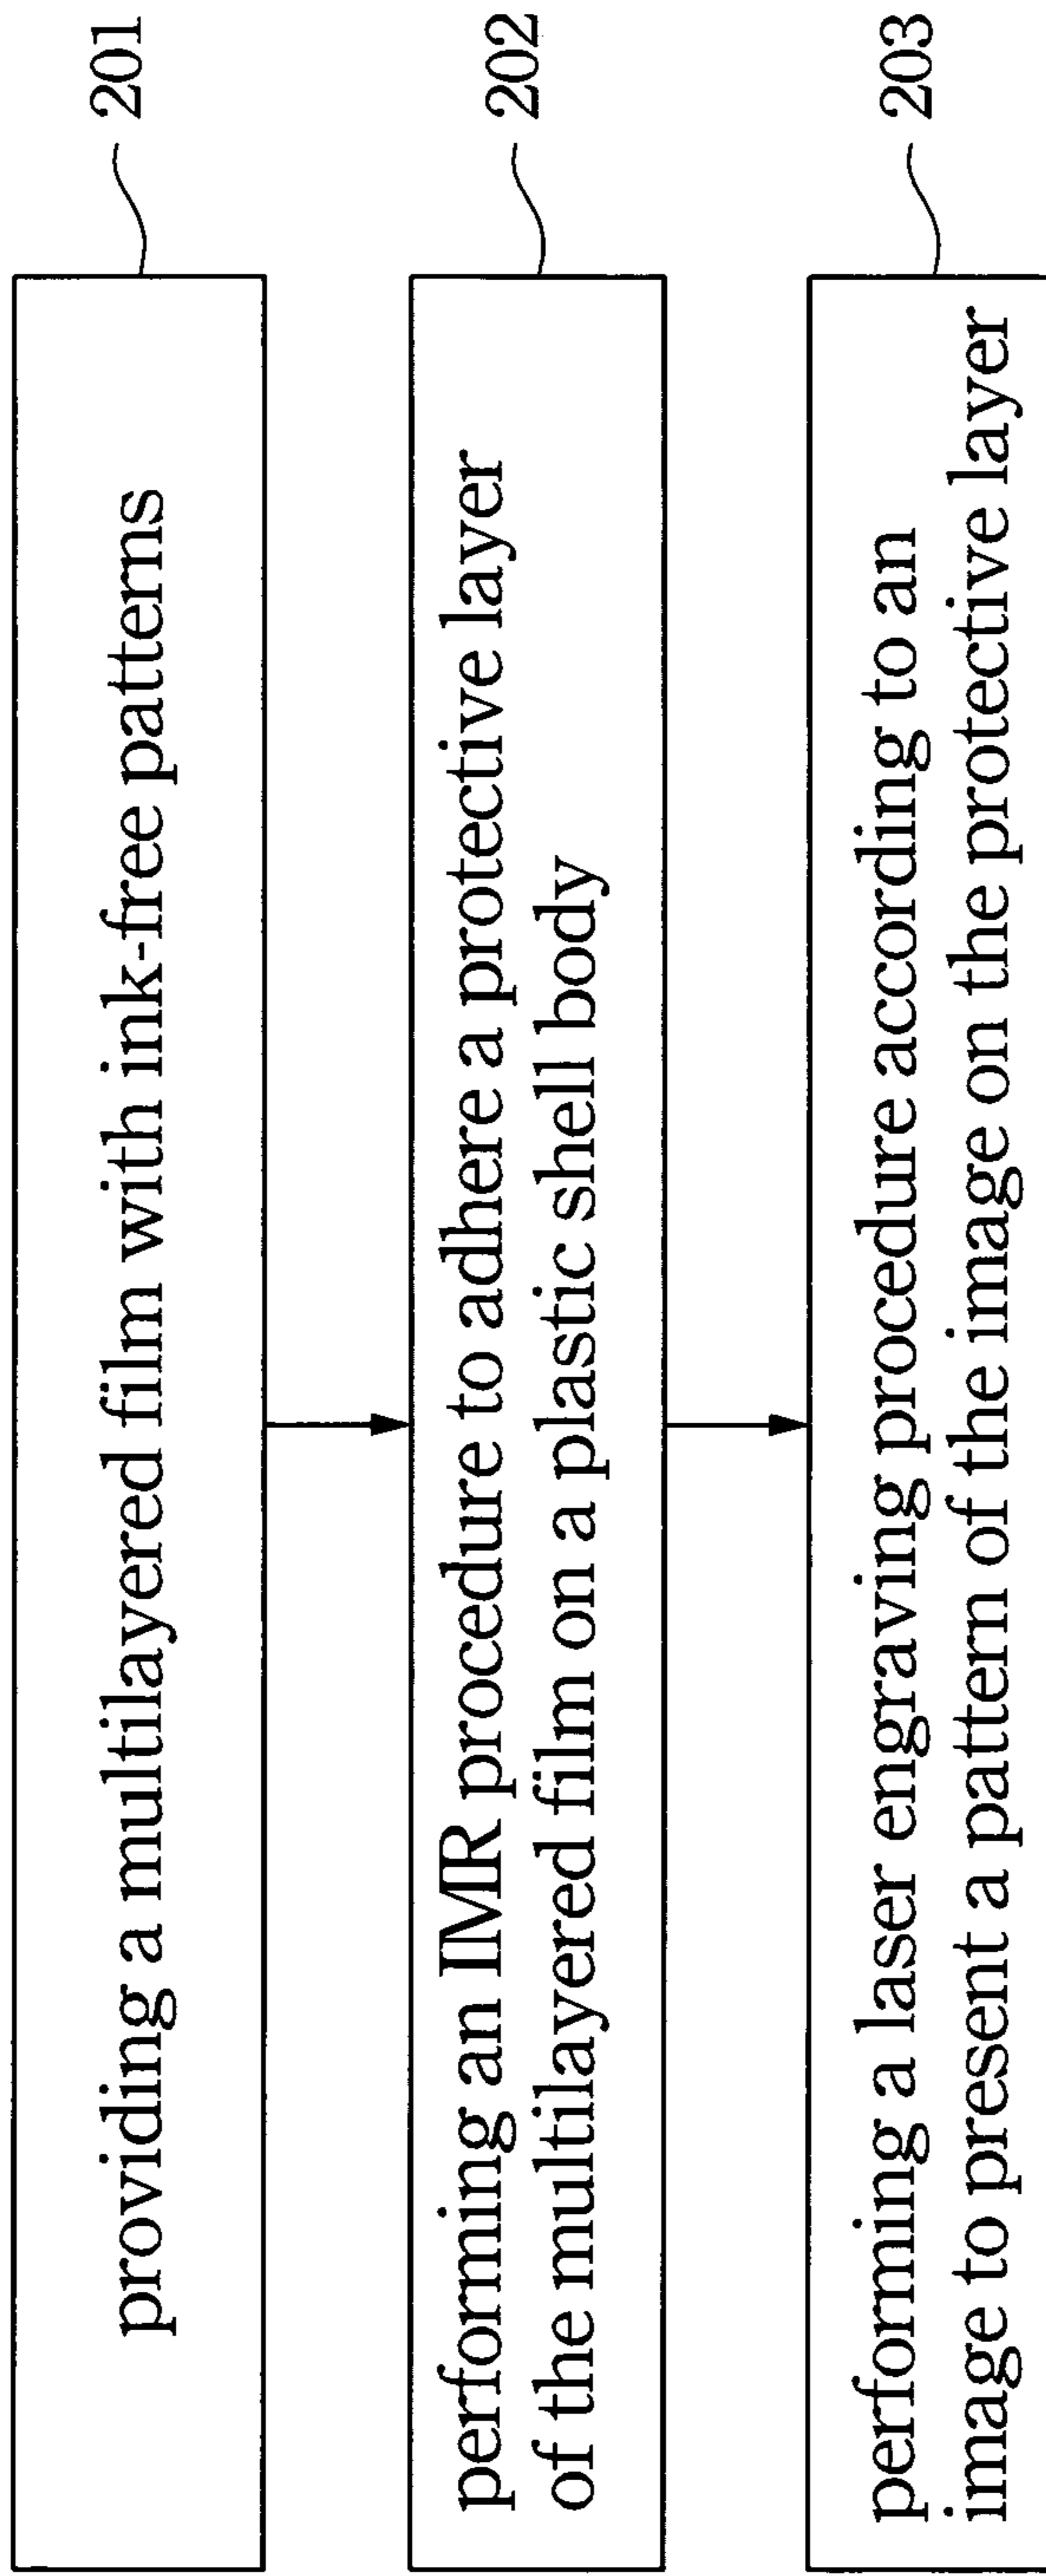 providing a multilayered film with ink-free patterns
201
performing an IMR procedure to adhere a protective layer
of the multilayered film on a plastic shell body
202
performing a laser engraving procedure according to an
image to present a pattern of the image on the protective layer
203